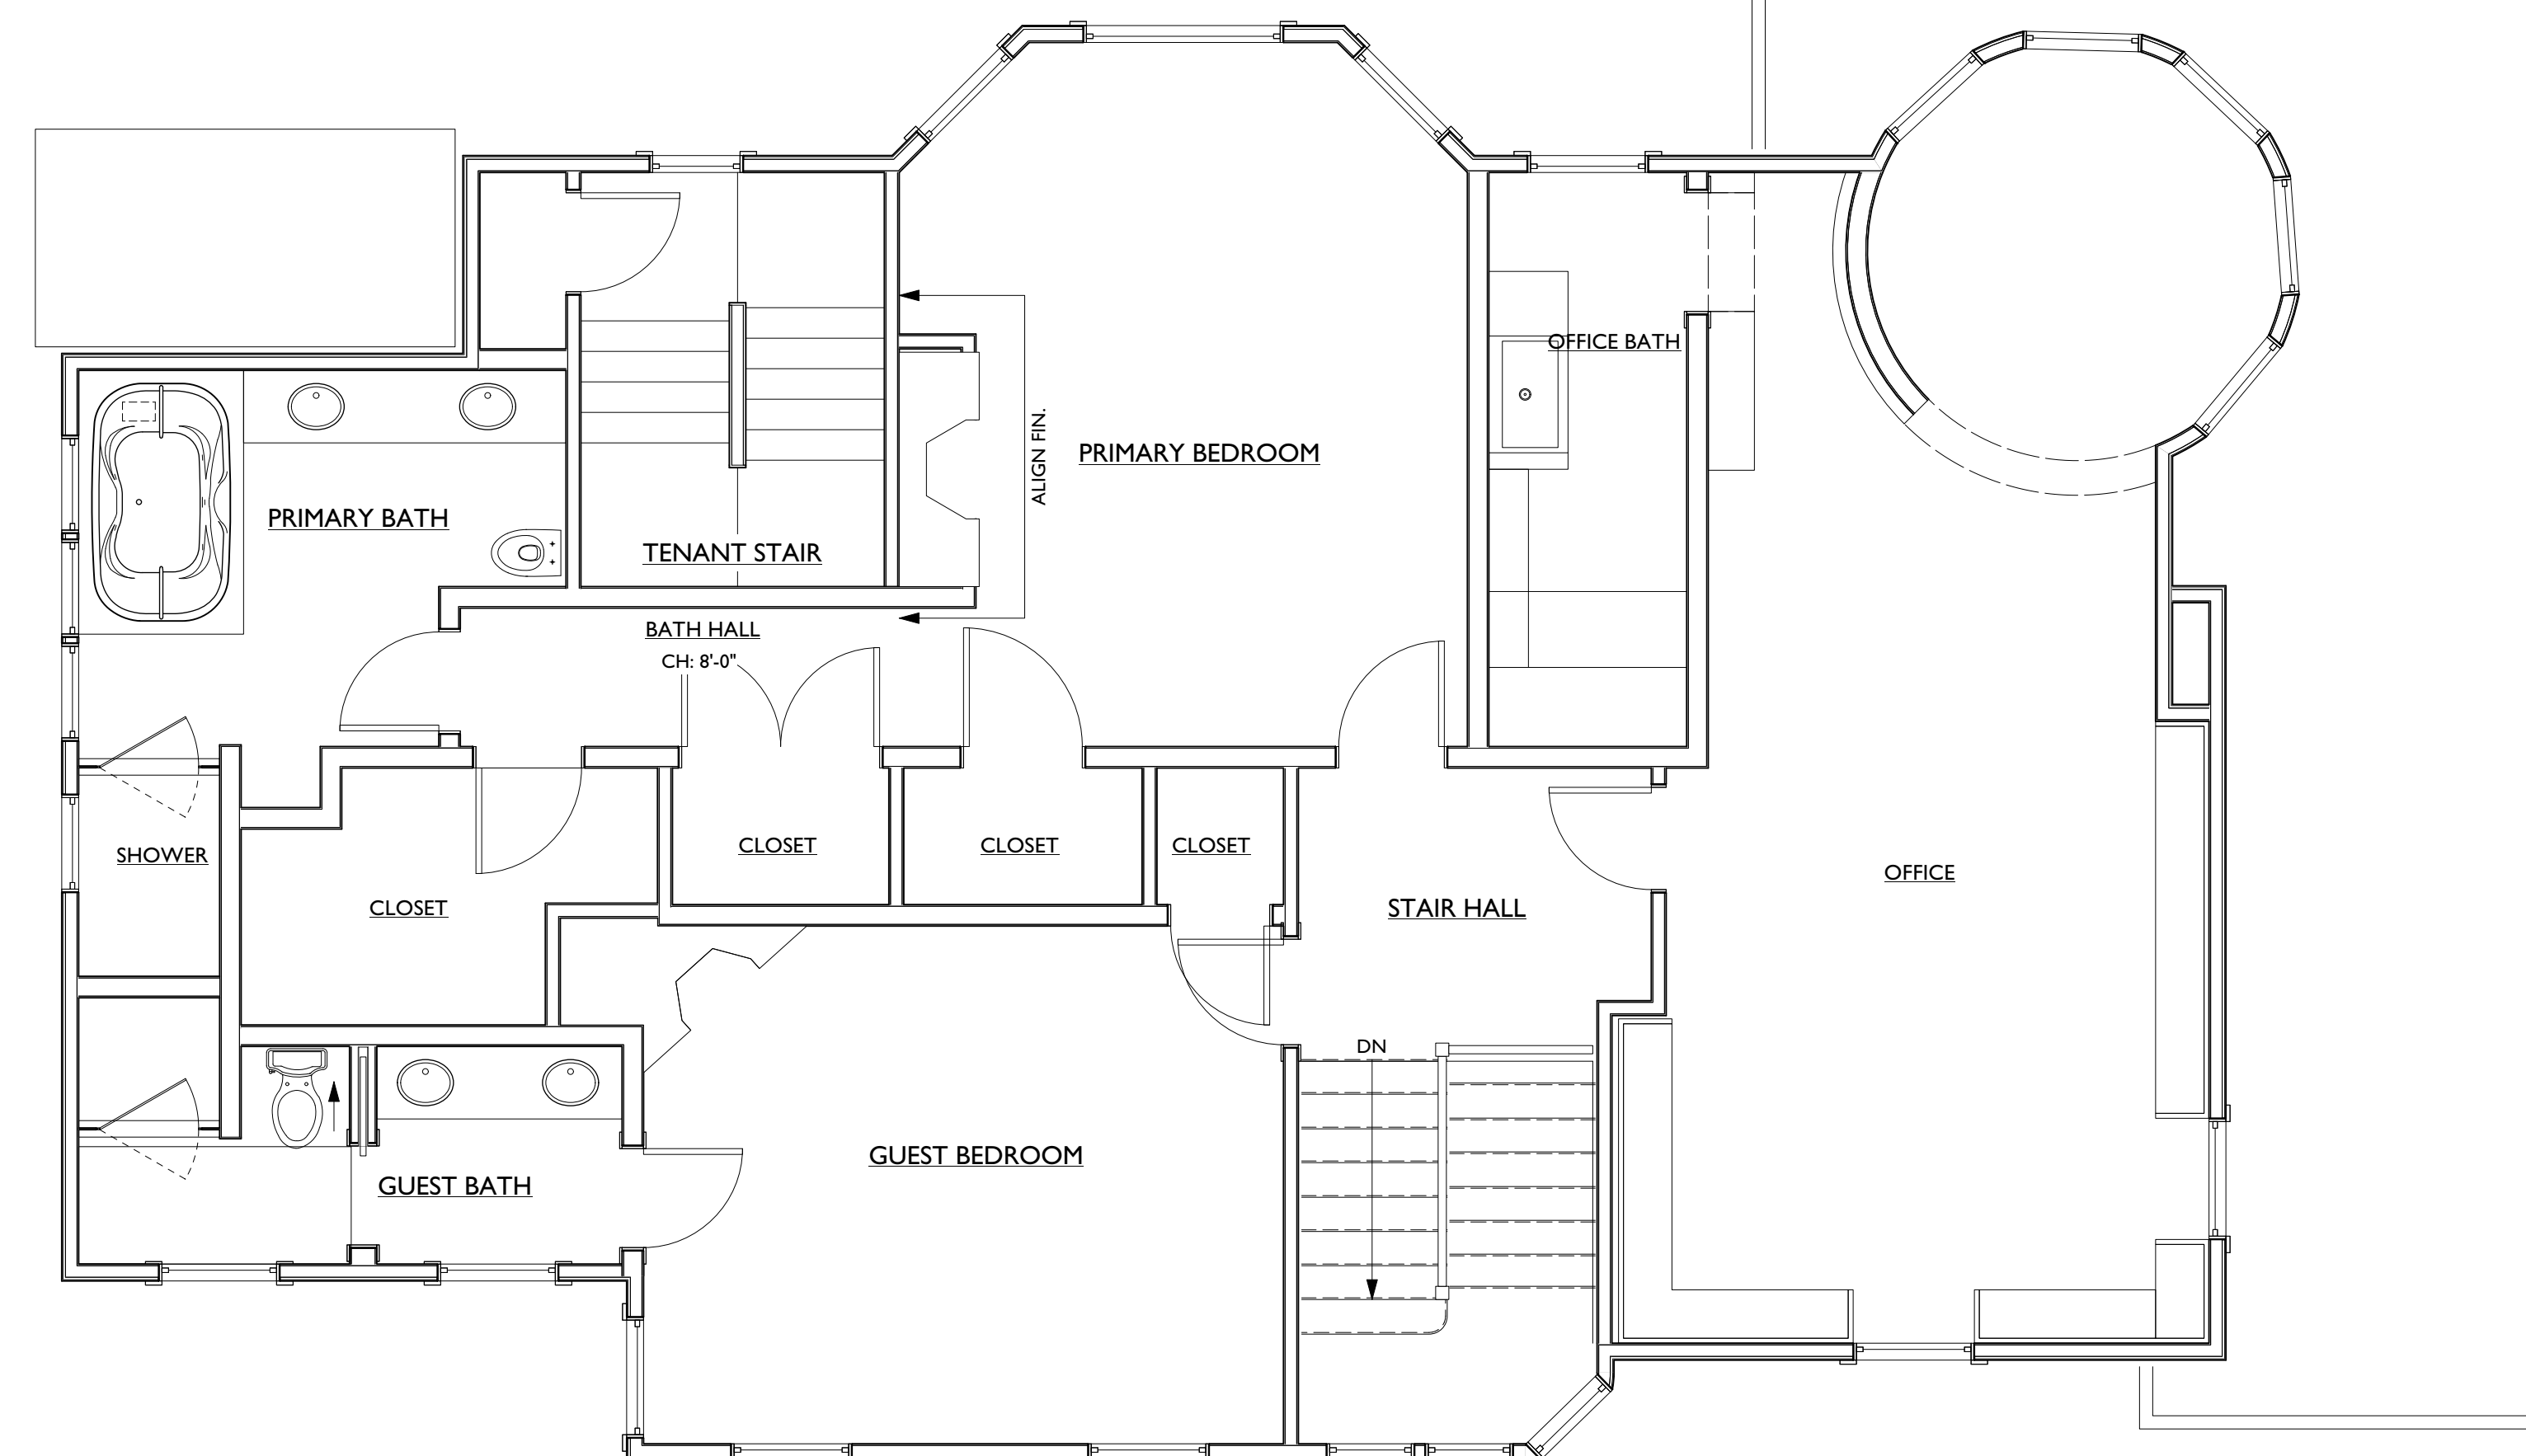 OFFICE BATH
ALIGN FIN.
PRIMARY BEDROOM
PRIMARY BATH
TENANT STAIR
BATH HALL
CH: 8'-0"
CLOSET
CLOSET
CLOSET
SHOWER
OFFICE
CLOSET
STAIR HALL
DN
GUEST BEDROOM
GUEST BATH